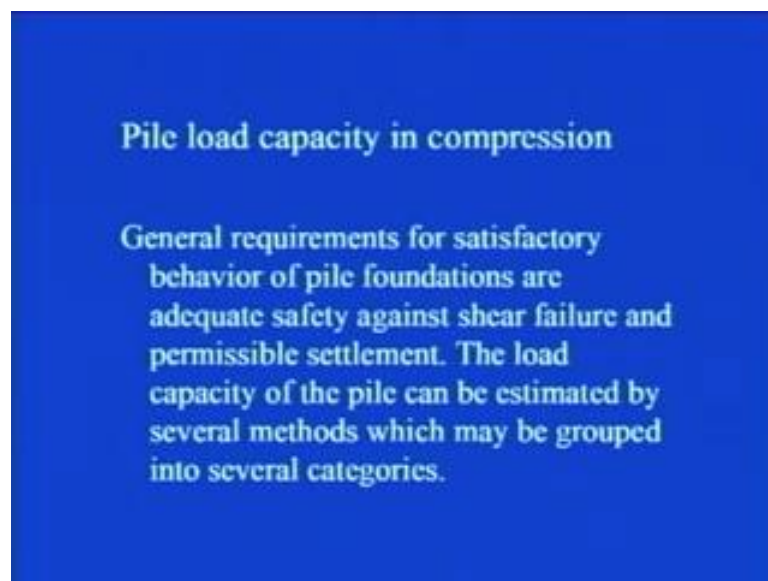 Pile load capacity in compression
General requirements for satisfactory
behavior of pile foundations are
adequate safety against shear failure and
permissible settlement. The load
capacity of the pile can be estimated by
several methods which may be grouped
into several categories.